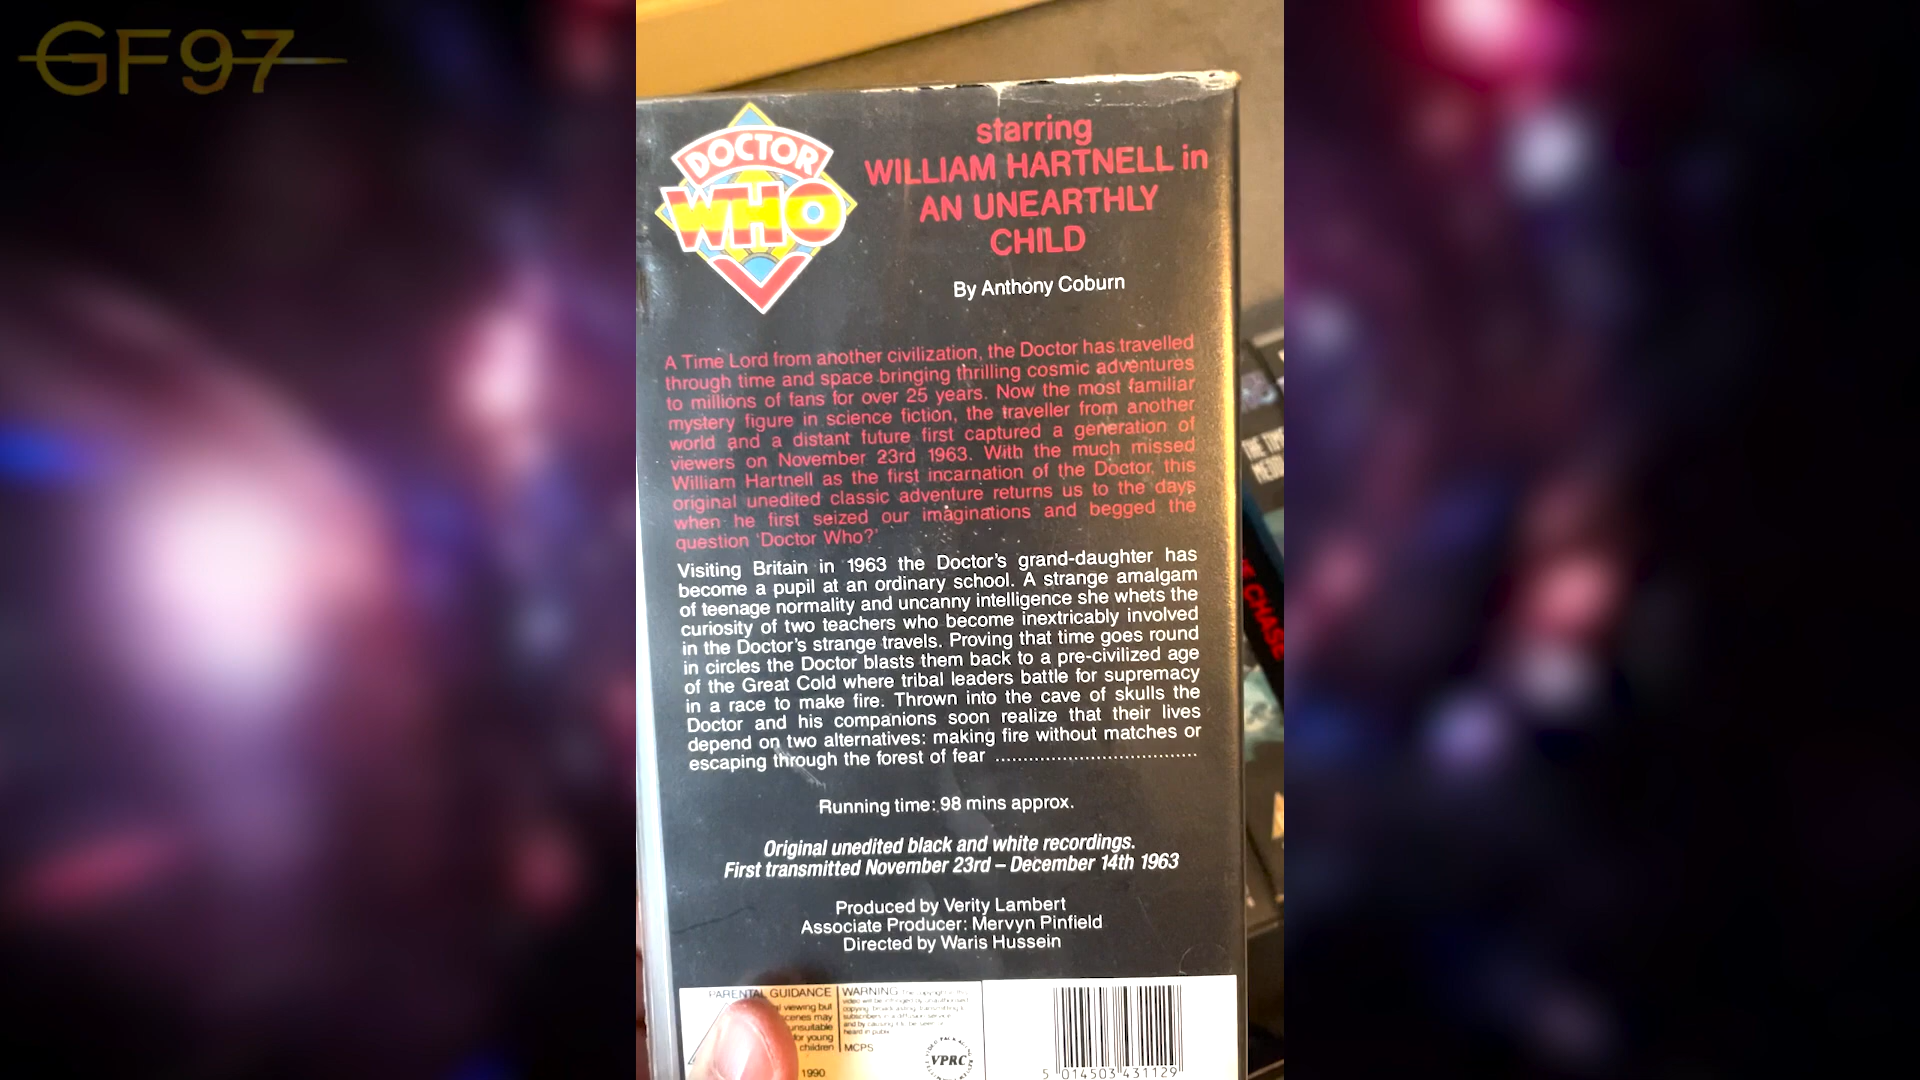 GF97
DOCTOR
WHO
starring
WILLIAM HARTNELL in
AN UNEARTHLY
CHILD
By Anthony Coburn
A Time Lord from another civilization, the Doctor has travelled
through time and space bringing thrilling cosmic adventures
to millions of fans for over 25 years. Now the most familiar
mystery figure in science fiction, the traveller from another
world and a distant future first captured a generation of
viewers on November 23rd 1963. With the much missed
William Hartnell as the first incarnation of the Doctor, this
original unedited classic adventure returns us to the days
when he first seized our imaginations and begged the
question 'Doctor Who?'
Visiting Britain in 1963 the Doctor's grand-daughter has
become a pupil at an ordinary school. A strange amalgam
of teenage normality and uncanny intelligence she whets the
curiosity of two teachers who become inextricably involved
in the Doctor's strange travels. Proving that time goes round
in circles the Doctor blasts them back to a pre-civilized age
of the Great Cold where tribal leaders battle for supremacy
in a race to make fire. Thrown into the cave of skulls the
Doctor and his companions soon realize that their lives
depend on two alternatives: making fire without matches or
escaping through the forest of fear ....................................
Running time: 98 mins approx.
Original unedited black and white recordings.
First transmitted November 23rd – December 14th 1963
Produced by Verity Lambert
Associate Producer: Mervyn Pinfield
Directed by Waris Hussein
PARENTAL GUIDANCE
viewing but
scenes may
unsuitable
for young
children
1990
WARNING
MCPS
VPRC
5 014503 431129
THE TIME
CHASE